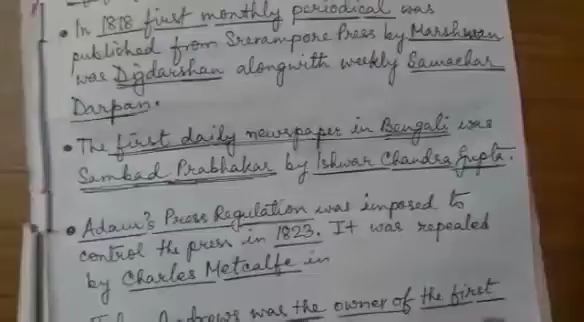 • In 1818 first monthly periodical was
published from Srerampore Press by Marshman
was Digdarshan alongwith weekly Samachar
Darpan.
• The first daily newspaper in Bengali was
Sambad Prabhakar by Ishwar Chandra Gupta.
• Adam's Press Regulation was imposed to
control the press in 1823. It was repealed
by Charles Metcalfe in
Andrews was the owner of the first